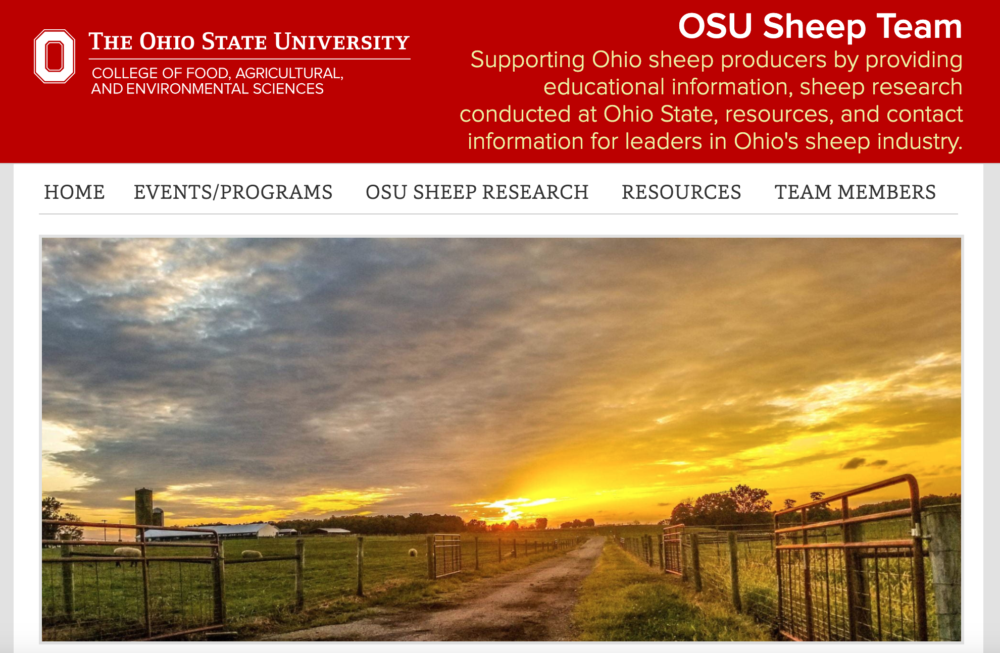 THE OHIO STATE UNIVERSITY
COLLEGE OF FOOD, AGRICULTURAL,
AND ENVIRONMENTAL SCIENCES
OSU Sheep Team
Supporting Ohio sheep producers by providing
educational information, sheep research
conducted at Ohio State, resources, and contact
information for leaders in Ohio's sheep industry.
HOME EVENTS/PROGRAMS OSU SHEEP RESEARCH RESOURCES TEAM MEMBERS